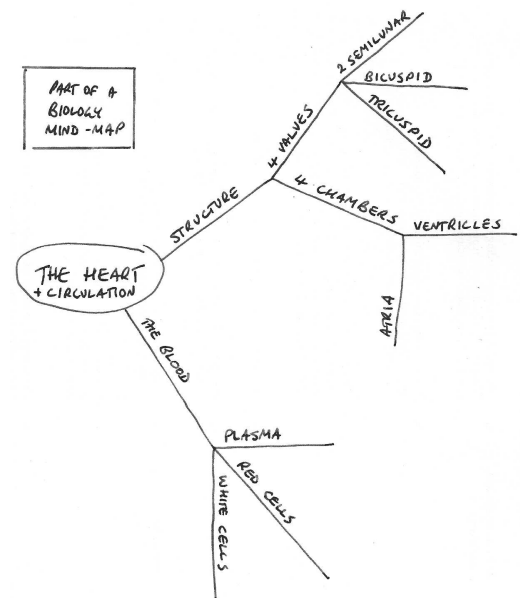 PART OF A
BIOLOGY
MIND-MAP
2 SEMILUNAR
BICUSPID
TRICUSPID
4 VALVES
4 CHAMBERS
VENTRICLES
ATRIA
STRUCTURE
THE HEART
+ CIRCULATION
THE BLOOD
PLASMA
RED CELLS
WHITE CELLS